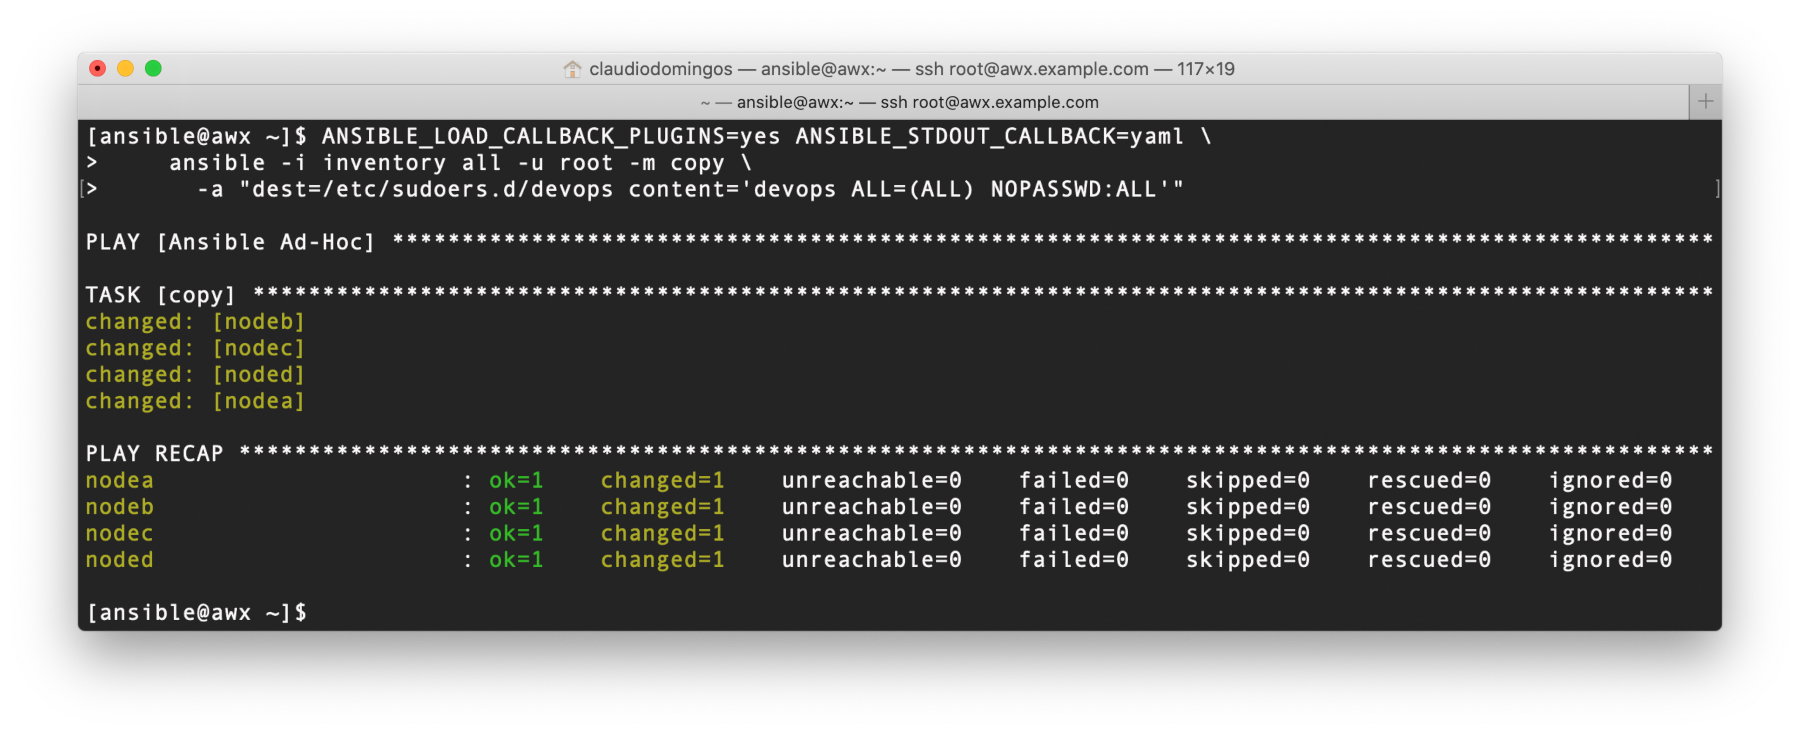 claudiodomingos — ansible@awx:~ — ssh root@awx.example.com — 117×19
~ — ansible@awx:~ — ssh root@awx.example.com
[ansible@awx ~]$ ANSIBLE_LOAD_CALLBACK_PLUGINS=yes ANSIBLE_STDOUT_CALLBACK=yaml \
>     ansible -i inventory all -u root -m copy \
[>       -a "dest=/etc/sudoers.d/devops content='devops ALL=(ALL) NOPASSWD:ALL'" ]
PLAY [Ansible Ad-Hoc] ***********************************************************************************************
TASK [copy] *********************************************************************************************************
changed: [nodeb]
changed: [nodec]
changed: [noded]
changed: [nodea]
PLAY RECAP **********************************************************************************************************
nodea                      : ok=1    changed=1    unreachable=0    failed=0    skipped=0    rescued=0    ignored=0
nodeb                      : ok=1    changed=1    unreachable=0    failed=0    skipped=0    rescued=0    ignored=0
nodec                      : ok=1    changed=1    unreachable=0    failed=0    skipped=0    rescued=0    ignored=0
noded                      : ok=1    changed=1    unreachable=0    failed=0    skipped=0    rescued=0    ignored=0
[ansible@awx ~]$